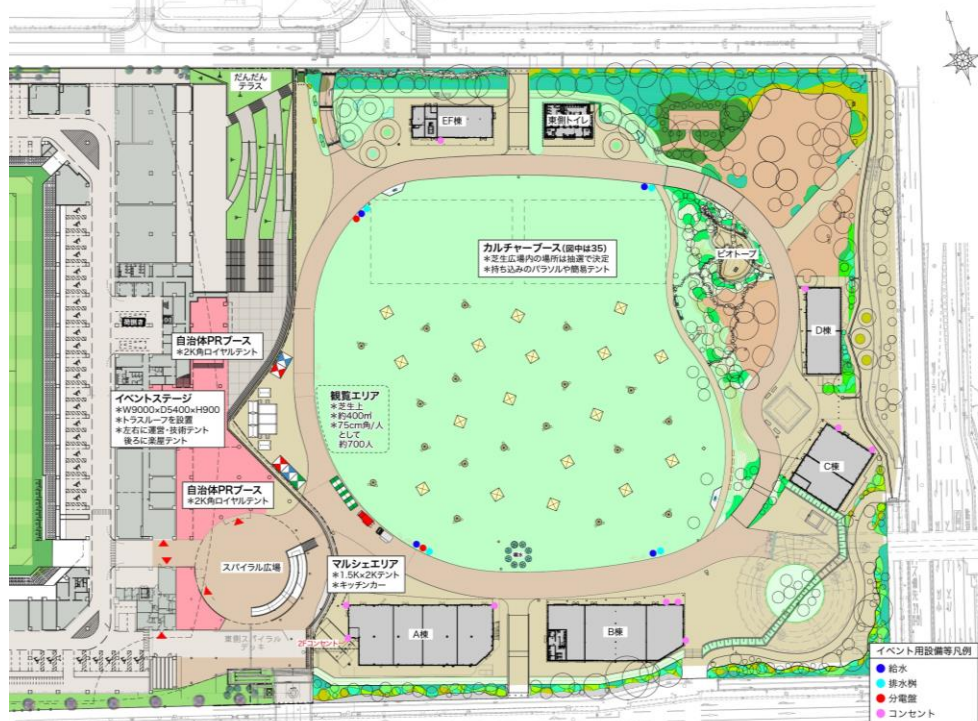 だんだん
テラス
EF棟
東側トイレ
カルチャーブース(図中は35)
*芝生広場内の場所は抽選で決定
*持ち込みのパラソルや簡易テント
ビオトープ
D棟
自治体PRブース
*2K角ロイヤルテント
イベントステージ
*W9000×D5400×H900
*トラスルーフを設置
*左右に運営・技術テント
後ろに楽屋テント
観覧エリア
*芝生上
*約400㎡
*75cm角/人
として
約700人
C棟
自治体PRブース
*2K角ロイヤルテント
スパイラル広場
マルシェエリア
*1.5K×2Kテント
*キッチンカー
東側スパイラル
デッキ
2Fコンセント
A棟
B棟
イベント用設備等凡例
給水
排水桝
分電盤
コンセント